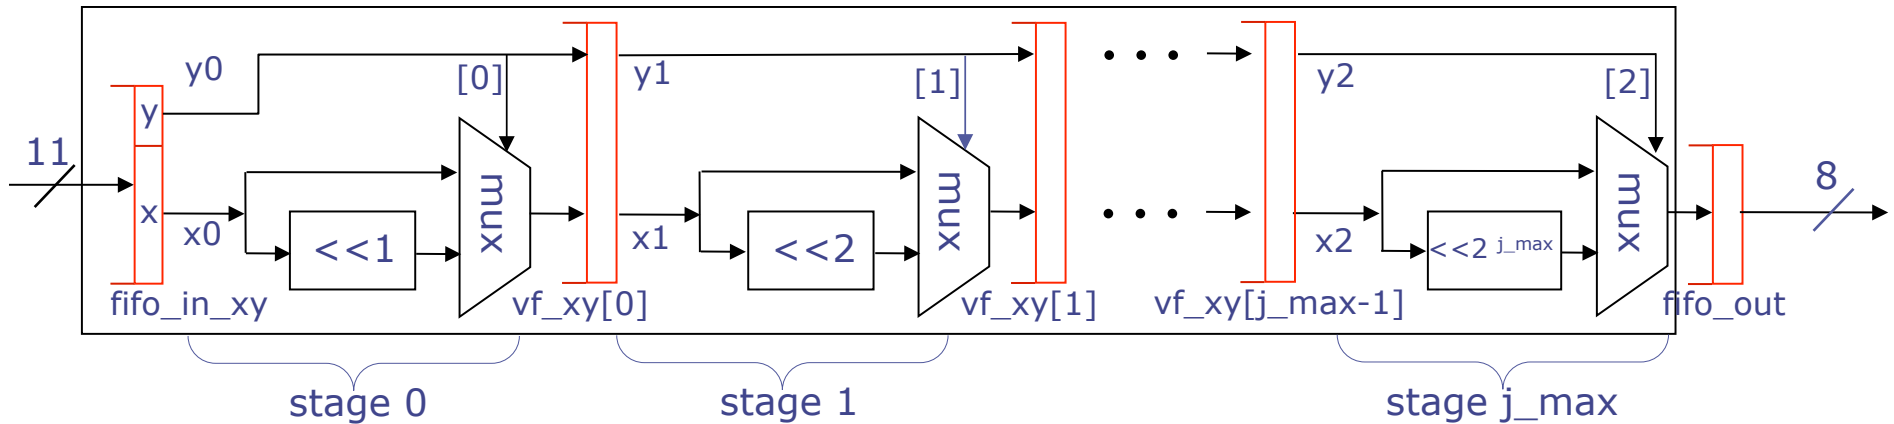 y0
[0]
y1
[1]
y2
[2]
11
y
x
x0
<<1
mux
x1
<<2
mux
x2
<<2 j_max
mux
8
fifo_in_xy
vf_xy[0]
vf_xy[1]
vf_xy[j_max-1]
fifo_out
stage 0
stage 1
stage j_max